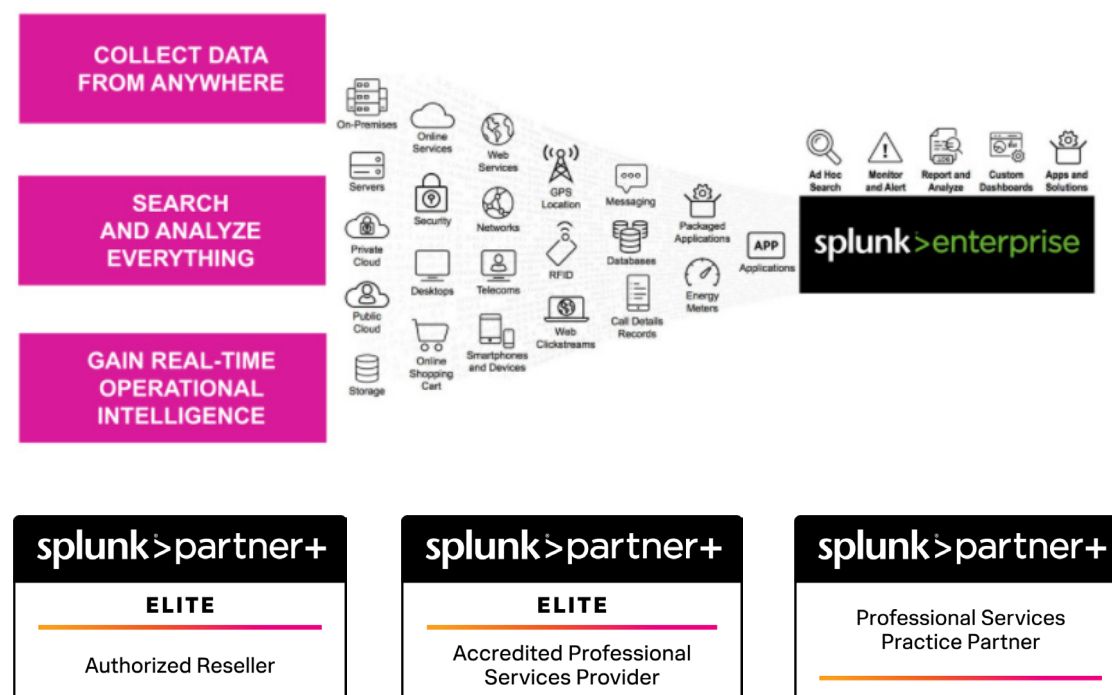 COLLECT DATA
FROM ANYWHERE
SEARCH
AND ANALYZE
EVERYTHING
GAIN REAL-TIME
OPERATIONAL
INTELLIGENCE
On-Premises
Servers
Private
Cloud
Public
Cloud
Storage
Online
Services
Security
Desktops
Online
Shopping
Cart
Web
Services
Networks
Telecoms
Smartphones
and Devices
GPS
Location
RFID
Web
Clickstreams
Messaging
Databases
Call Details
Records
Packaged
Applications
Energy
Meters
APP
Applications
Ad Hoc
Search
Monitor
and Alert
Report and
Analyze
Custom
Dashboards
Apps and
Solutions
splunk>enterprise
splunk>partner+
ELITE
Authorized Reseller
splunk>partner+
ELITE
Accredited Professional
Services Provider
splunk>partner+
Professional Services
Practice Partner